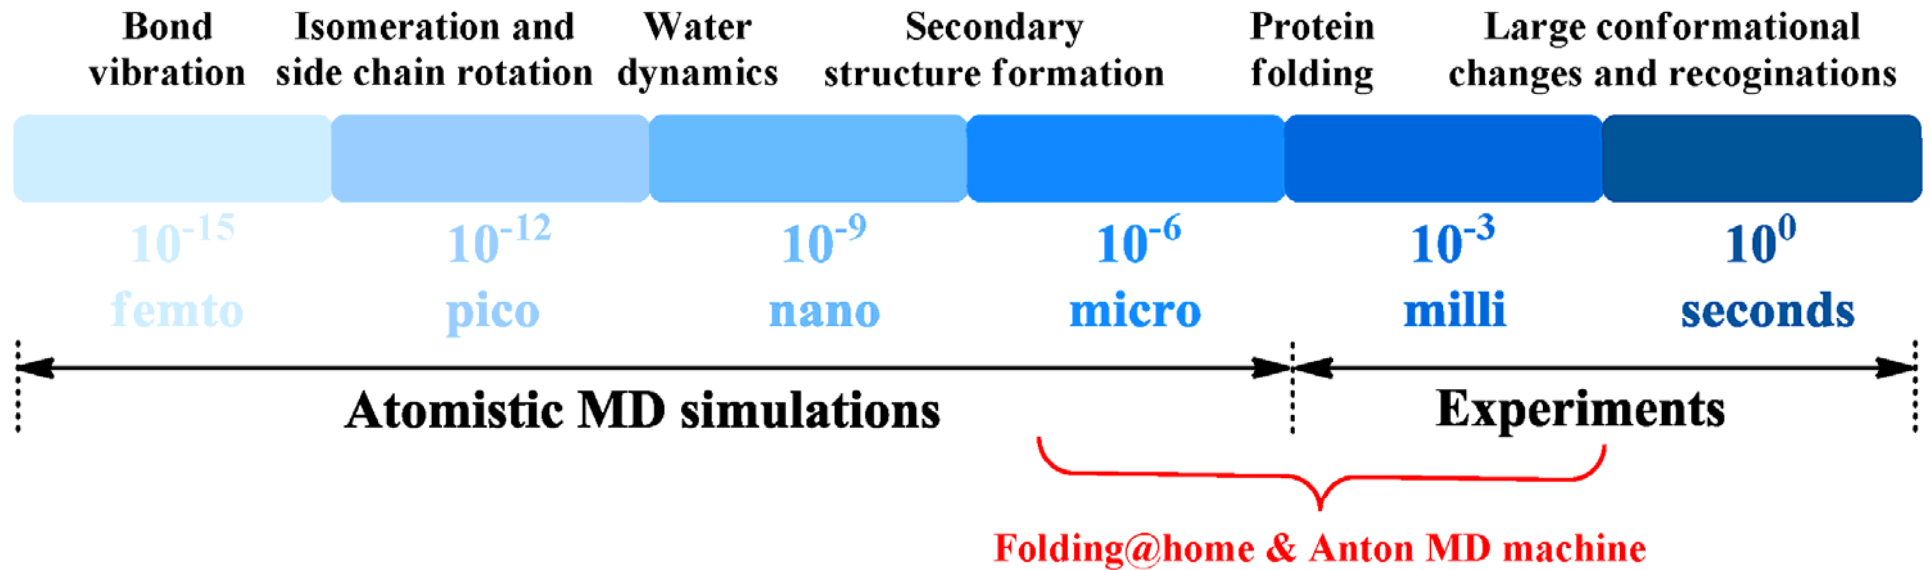 Bond
vibration
Isomeration and
side chain rotation
Water
dynamics
Secondary
structure formation
Protein
folding
Large conformational
changes and recoginations
10⁻¹⁵
femto
10⁻¹²
pico
10⁻⁹
nano
10⁻⁶
micro
10⁻³
milli
10⁰
seconds
Atomistic MD simulations
Experiments
Folding@home & Anton MD machine